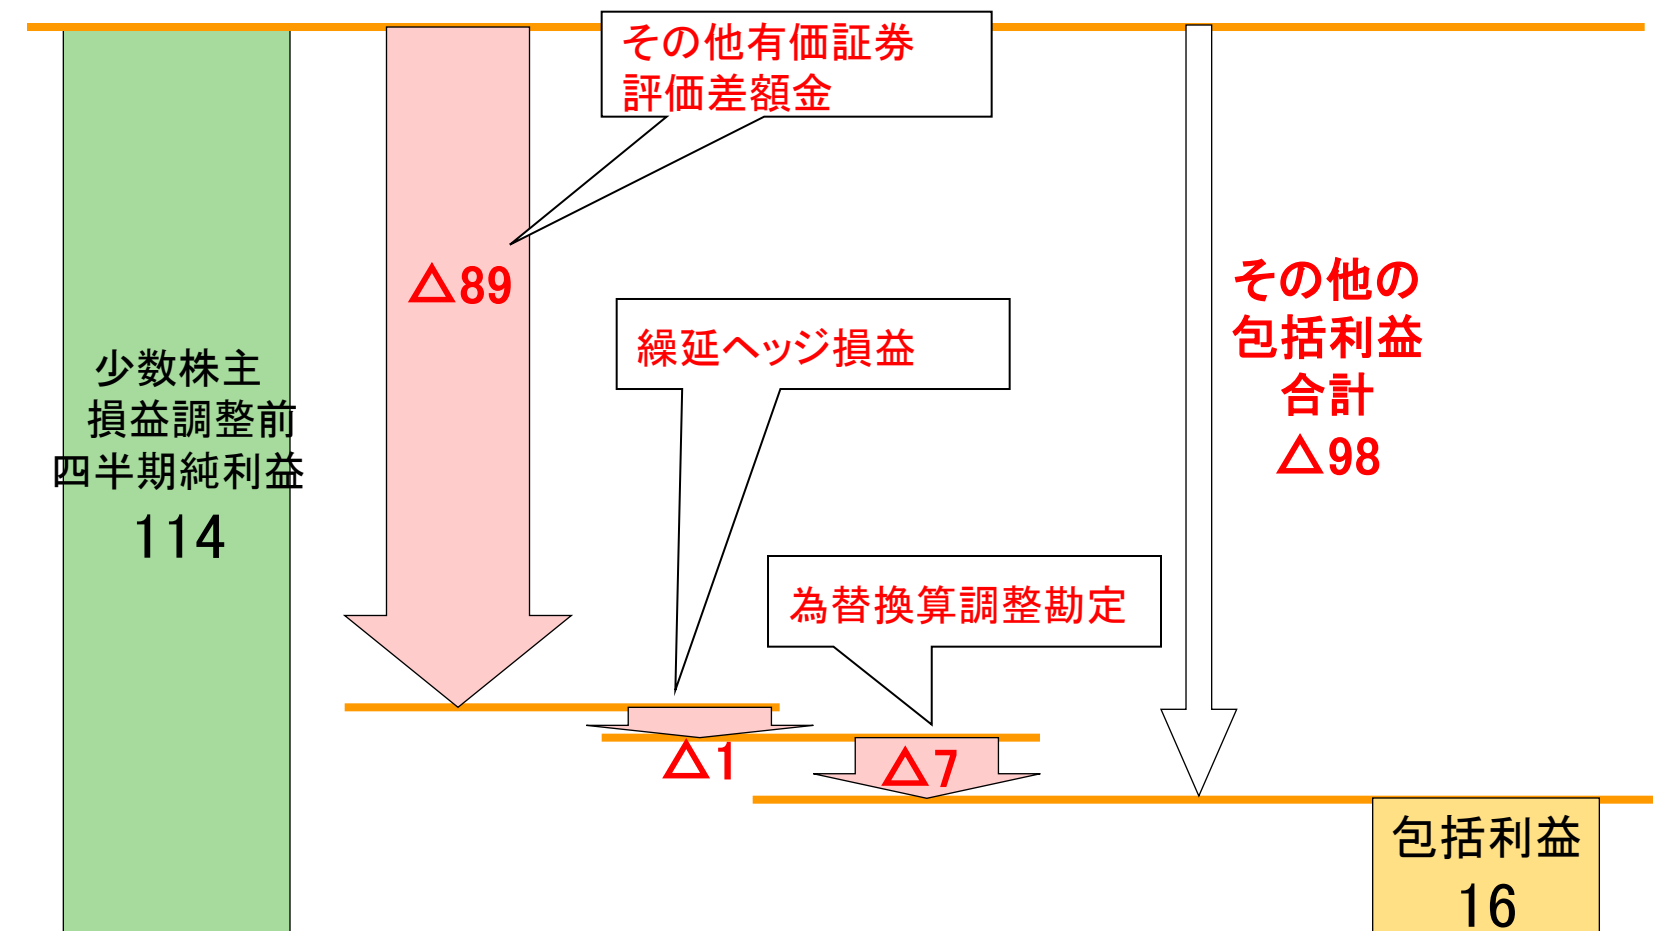 その他有価証券
評価差額金
△89
繰延ヘッジ損益
その他の
包括利益
合計
△98
少数株主
損益調整前
四半期純利益
114
為替換算調整勘定
△1
△7
包括利益
16